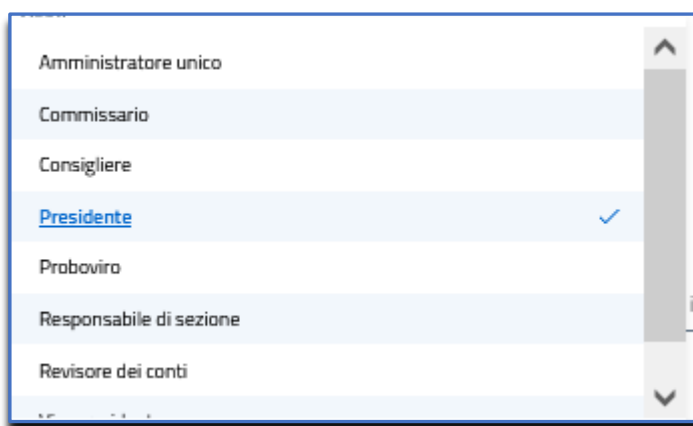 Amministratore unico
Commissario
Consigliere
Presidente
Proboviro
Responsabile di sezione
Revisore dei conti